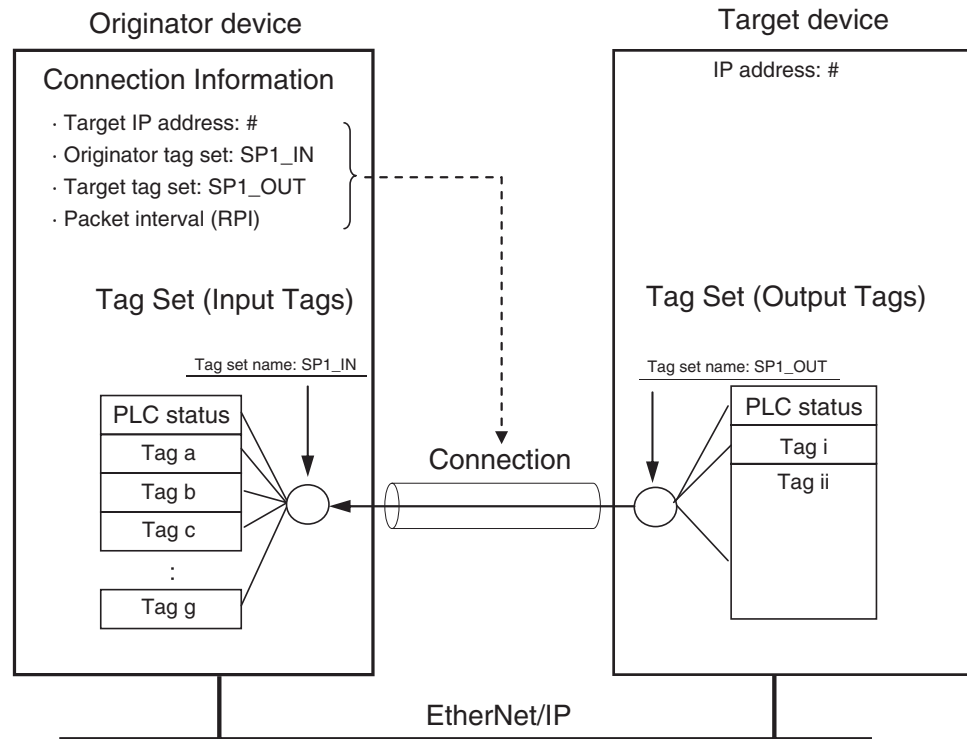 Originator device
Connection Information
· Target IP address: #
· Originator tag set: SP1_IN
· Target tag set: SP1_OUT
· Packet interval (RPI)
Tag Set (Input Tags)
Tag set name: SP1_IN
PLC status
Tag a
Tag b
Tag c
:
Tag g
Connection
Target device
IP address: #
Tag Set (Output Tags)
Tag set name: SP1_OUT
PLC status
Tag i
Tag ii
EtherNet/IP